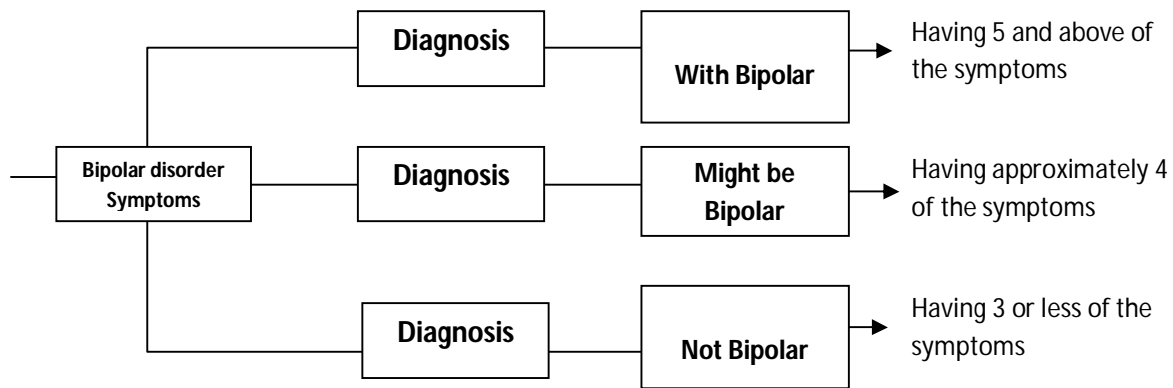 Diagnosis
With Bipolar
Having 5 and above of
the symptoms
Bipolar disorder
Symptoms
Diagnosis
Might be
Bipolar
Having approximately 4
of the symptoms
Diagnosis
Not Bipolar
Having 3 or less of the
symptoms